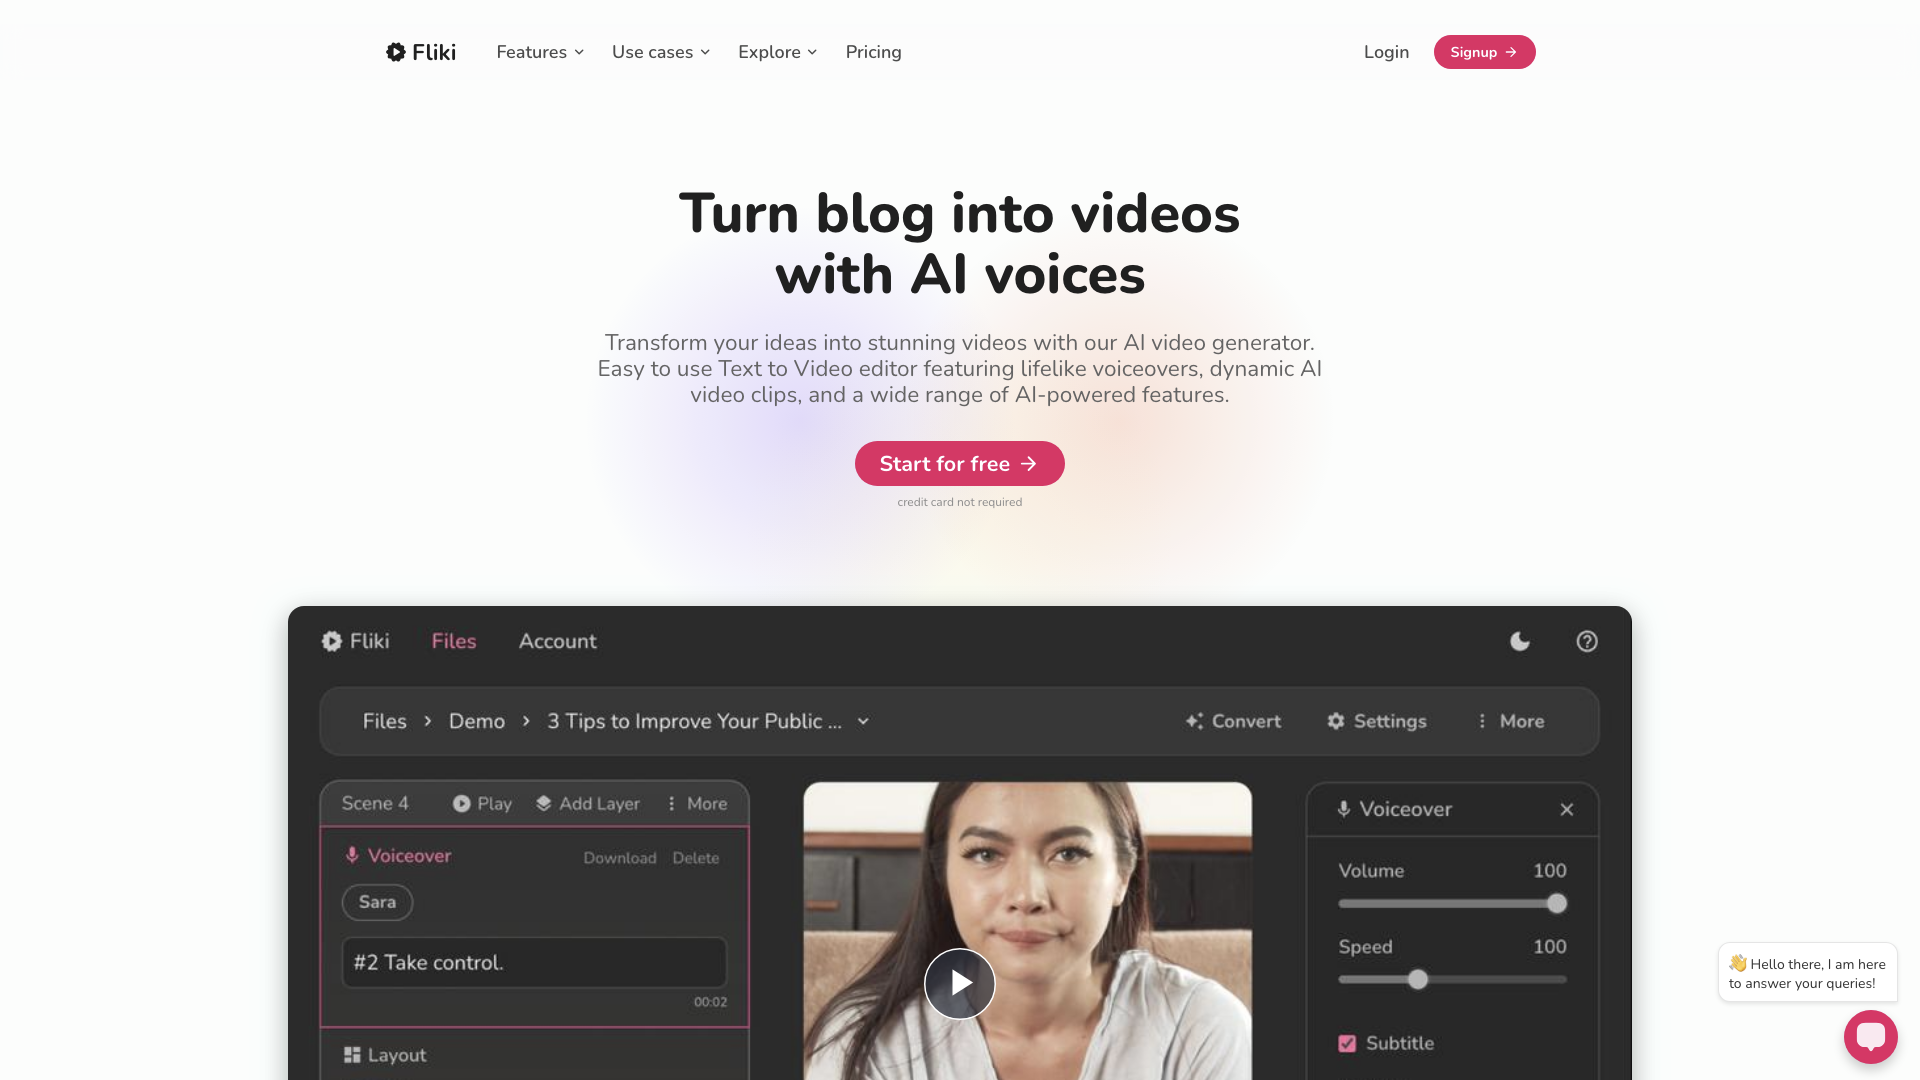 Fliki
Features
Use cases
Explore
Pricing
Login
Signup
Turn blog into videos
with AI voices
Transform your ideas into stunning videos with our AI video generator.
Easy to use Text to Video editor featuring lifelike voiceovers, dynamic AI
video clips, and a wide range of AI-powered features.
Start for free
credit card not required
Fliki
Files
Account
Files > Demo > 3 Tips to Improve Your Public ...
Convert
Settings
More
Scene 4
Play
Add Layer
More
Voiceover
Download
Delete
Sara
#2 Take control.
00:02
Layout
Voiceover
Volume 100
Speed 100
Subtitle
👋 Hello there, I am here
to answer your queries!